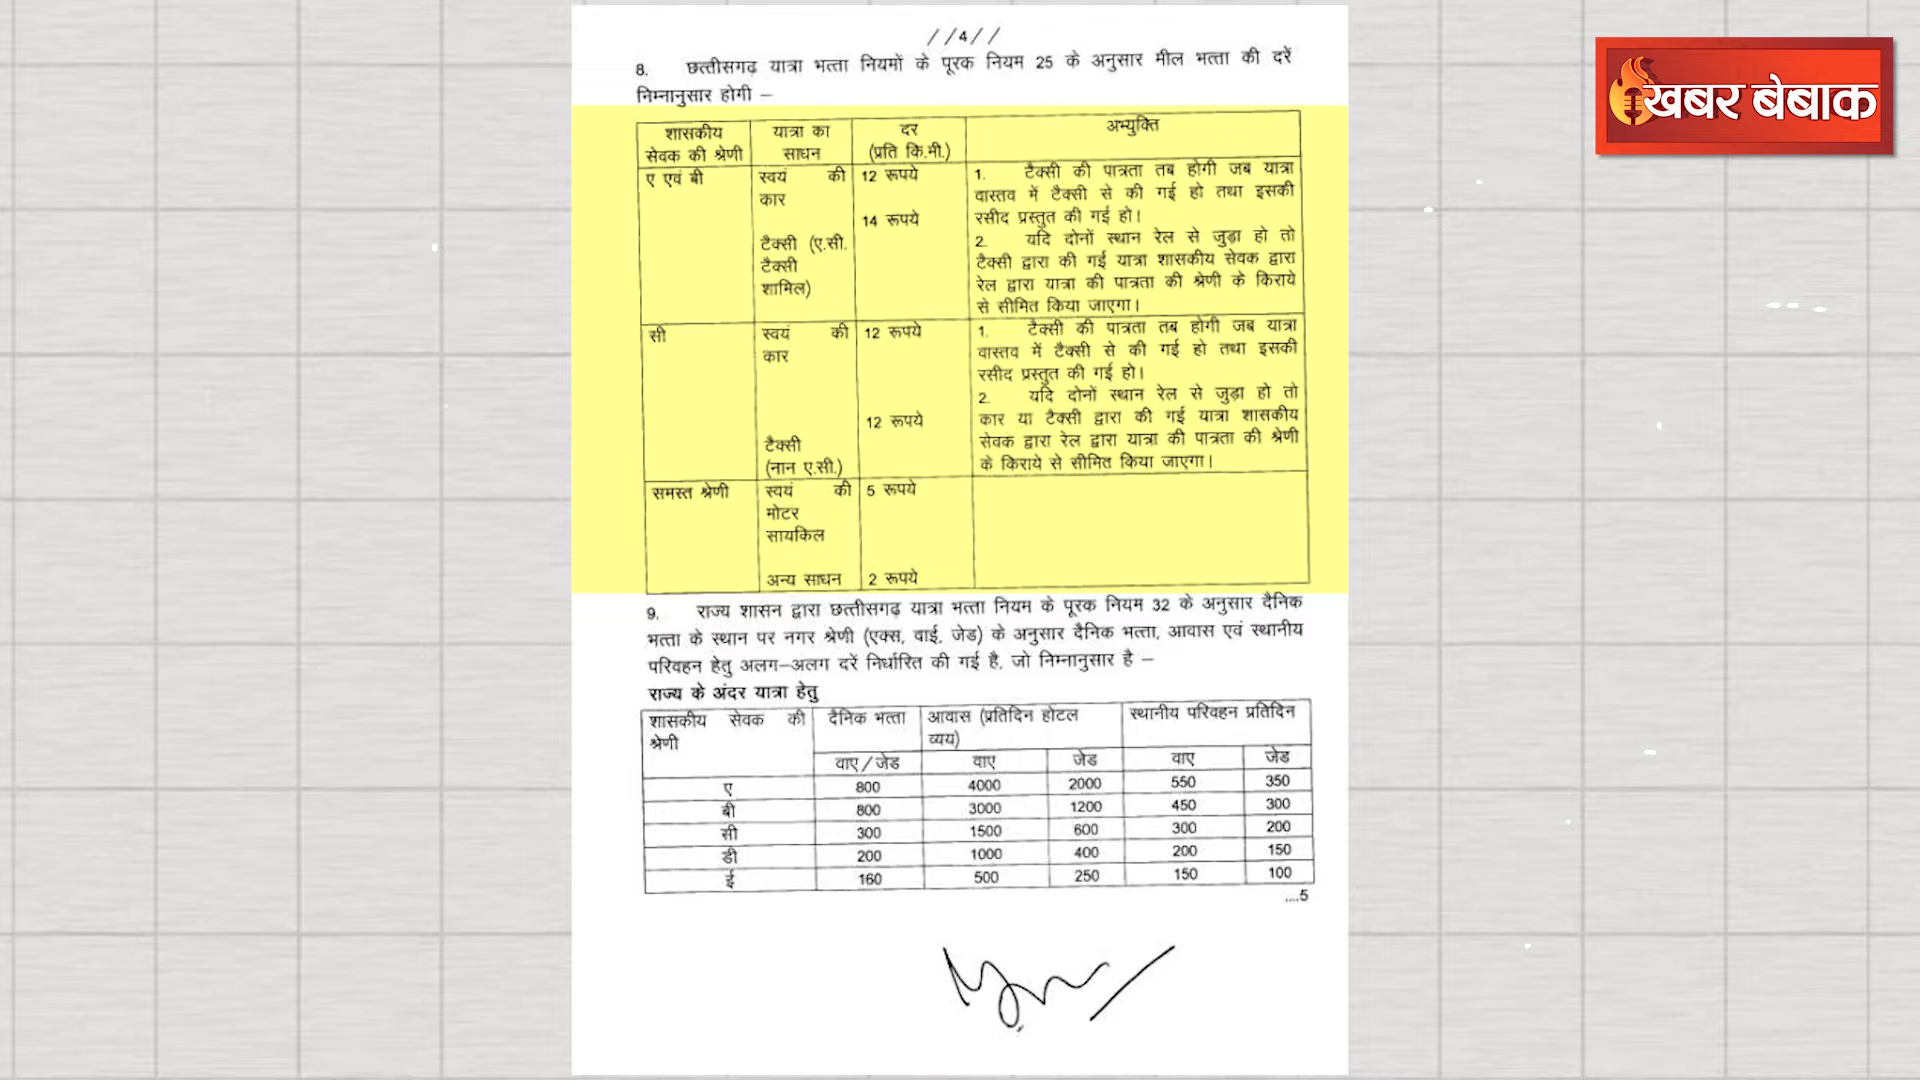 //4//
8. छत्तीसगढ़ यात्रा भत्ता नियमों के पूरक नियम 25 के अनुसार मील भत्ता की दरें
निम्नानुसार होगी –
खबर बेबाक
शासकीय सेवक की श्रेणी
यात्रा का साधन
दर (प्रति कि.मी.)
अभ्युक्ति
ए एवं बी
स्वयं की
कार
12 रूपये
टैक्सी (ए.सी.
टैक्सी
शामिल)
14 रूपये
1. टैक्सी की पात्रता तब होगी जब यात्रा
वास्तव में टैक्सी से की गई हो तथा इसकी
रसीद प्रस्तुत की गई हो।
2. यदि दोनों स्थान रेल से जुड़ा हो तो
टैक्सी द्वारा की गई यात्रा शासकीय सेवक द्वारा
रेल द्वारा यात्रा की पात्रता की श्रेणी के किराये
से सीमित किया जाएगा।
सी
स्वयं की
कार
12 रूपये
टैक्सी
(नान ए.सी.)
12 रूपये
1. टैक्सी की पात्रता तब होगी जब यात्रा
वास्तव में टैक्सी से की गई हो तथा इसकी
रसीद प्रस्तुत की गई हो।
2. यदि दोनों स्थान रेल से जुड़ा हो तो
कार या टैक्सी द्वारा की गई यात्रा शासकीय
सेवक द्वारा रेल द्वारा यात्रा की पात्रता की श्रेणी
के किराये से सीमित किया जाएगा।
समस्त श्रेणी
स्वयं की
मोटर
सायकिल
5 रूपये
अन्य साधन
2 रूपये
9. राज्य शासन द्वारा छत्तीसगढ़ यात्रा भत्ता नियम के पूरक नियम 32 के अनुसार दैनिक
भत्ता के स्थान पर नगर श्रेणी (एक्स, वाई, जेड) के अनुसार दैनिक भत्ता, आवास एवं स्थानीय
परिवहन हेतु अलग–अलग दरें निर्धारित की गई है, जो निम्नानुसार है –
राज्य के अंदर यात्रा हेतु
शासकीय सेवक की श्रेणी
दैनिक भत्ता
आवास (प्रतिदिन होटल व्यय)
स्थानीय परिवहन प्रतिदिन
वाए/जेड वाए जेड वाए जेड
ए 800 4000 2000 550 350
बी 800 3000 1200 450 300
सी 300 1500 600 300 200
डी 200 1000 400 200 150
ई 160 500 250 150 100
....5